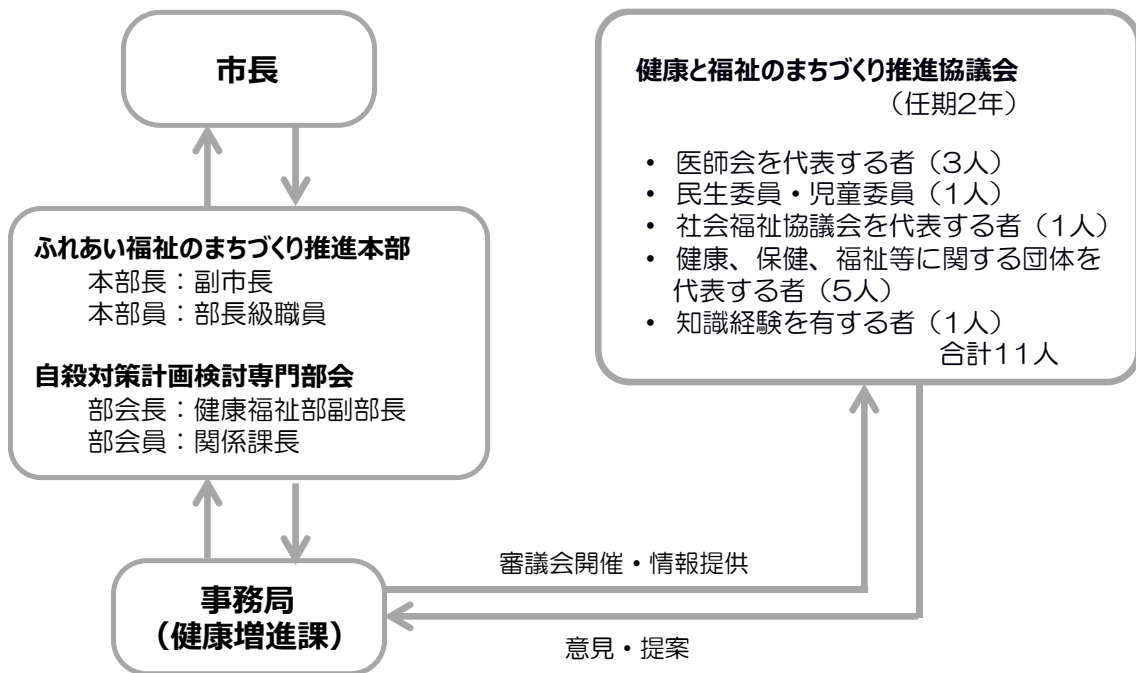 市長
ふれあい福祉のまちづくり推進本部
本部長：副市長
本部員：部長級職員
自殺対策計画検討専門部会
部会長：健康福祉部副部長
部会員：関係課長
事務局
（健康増進課）
健康と福祉のまちづくり推進協議会
（任期2年）
• 医師会を代表する者（3人）
• 民生委員・児童委員（1人）
• 社会福祉協議会を代表する者（1人）
• 健康、保健、福祉等に関する団体を
代表する者（5人）
• 知識経験を有する者（1人）
合計11人
審議会開催・情報提供
意見・提案